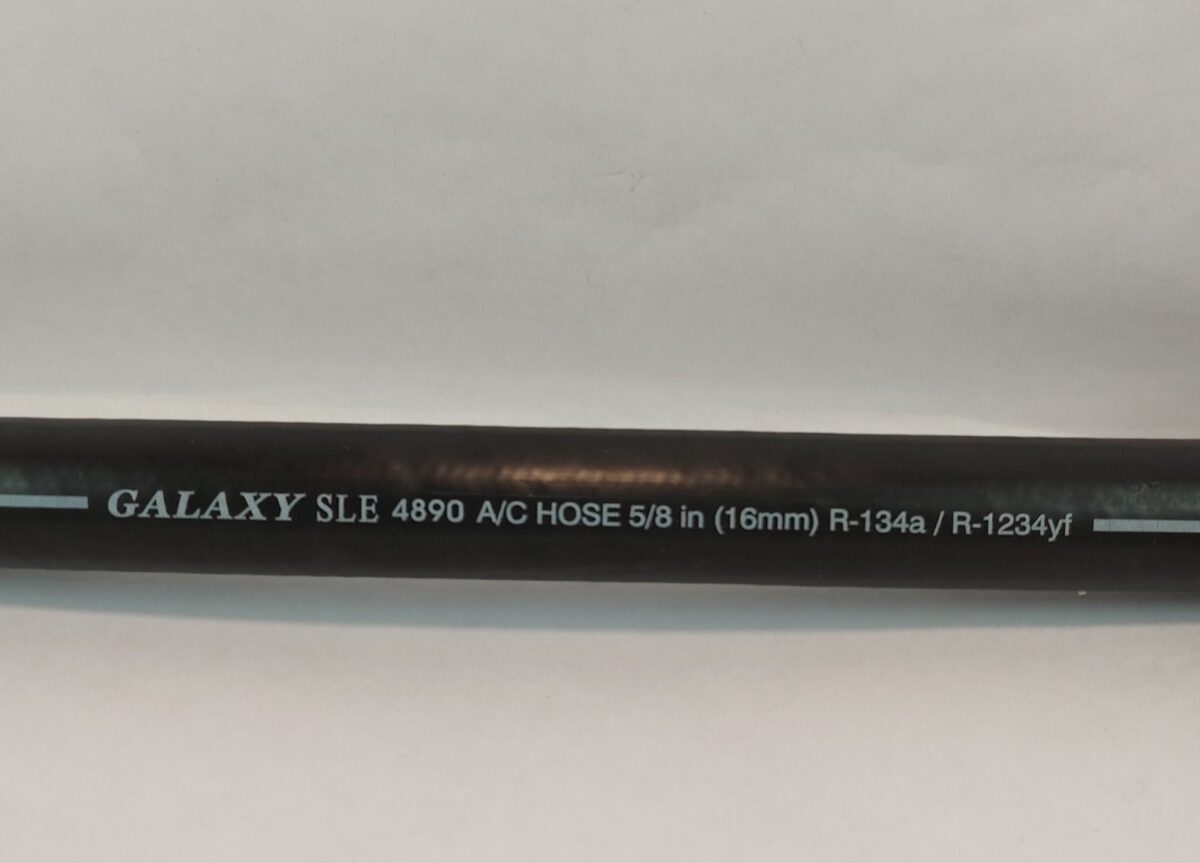 GALAXY SLE 4890 A/C HOSE 5/8 in (16mm) R-134a / R-1234yf